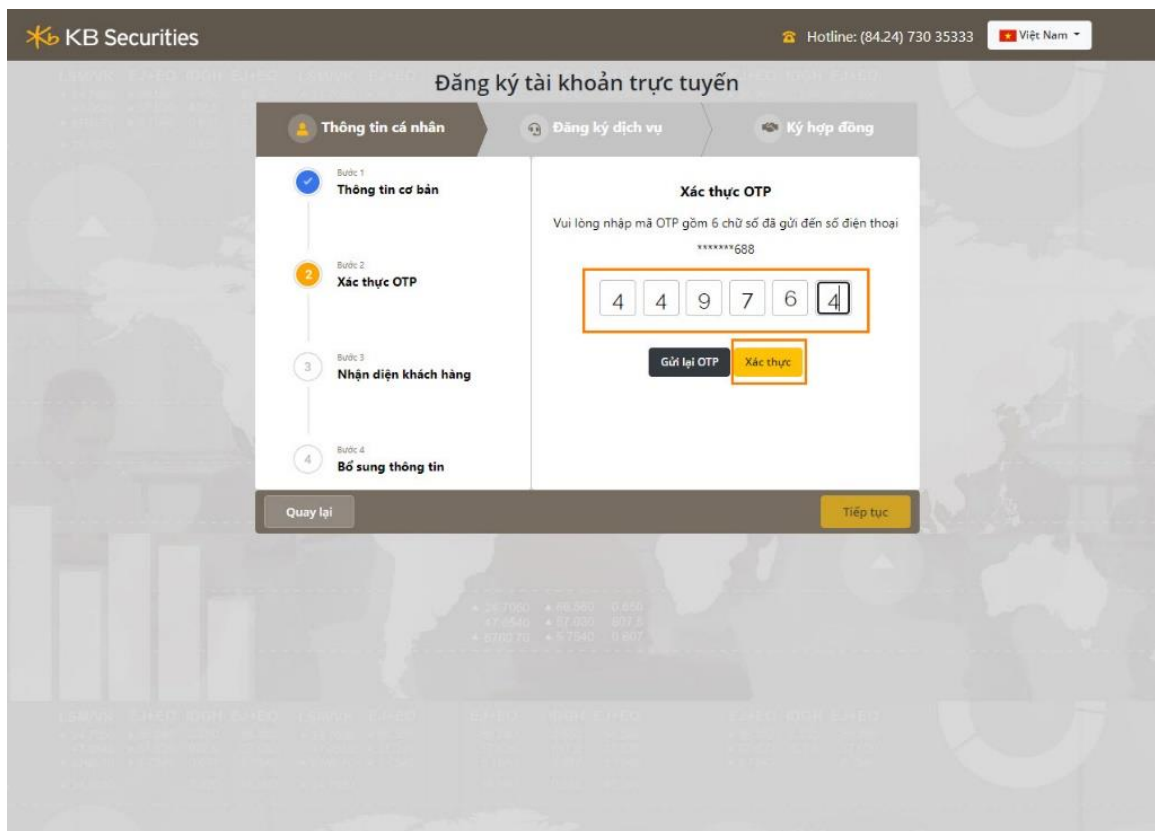 KB Securities
Hotline: (84.24) 730 35333
Việt Nam
Đăng ký tài khoản trực tuyến
Thông tin cá nhân
Đăng ký dịch vụ
Ký hợp đồng
Bước 1
Thông tin cơ bản
Bước 2
2
Xác thực OTP
Bước 3
3
Nhận diện khách hàng
Bước 4
4
Bổ sung thông tin
Xác thực OTP
Vui lòng nhập mã OTP gồm 6 chữ số đã gửi đến số điện thoại
*******688
4 4 9 7 6 4
Gửi lại OTP
Xác thực
Quay lại
Tiếp tục